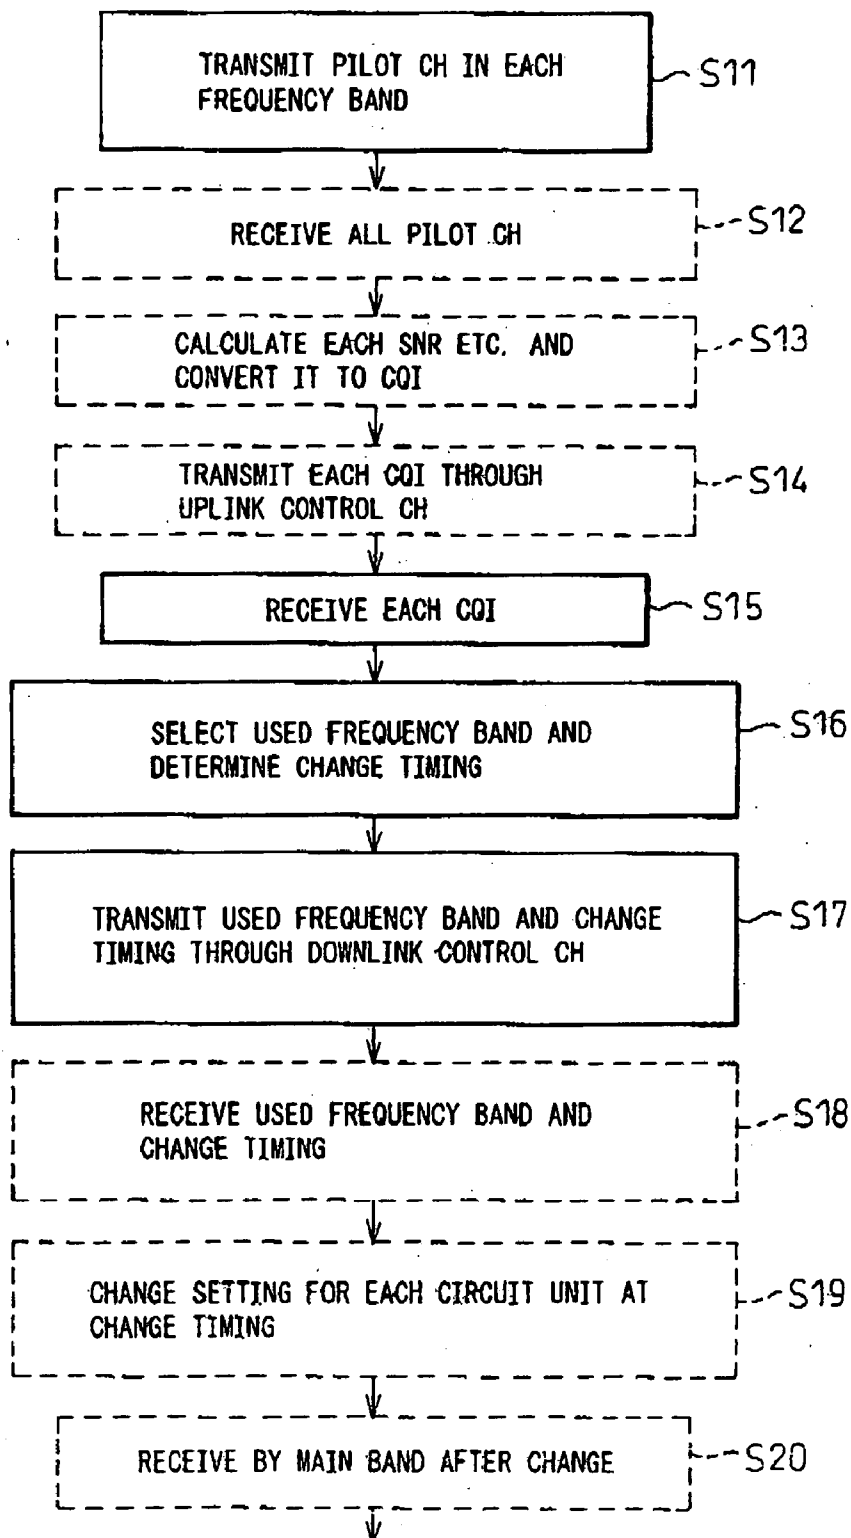 TRANSMIT PILOT CH IN EACH
FREQUENCY BAND
S11
RECEIVE ALL PILOT CH
S12
CALCULATE EACH SNR ETC. AND
CONVERT IT TO CQI
S13
TRANSMIT EACH CQI THROUGH
UPLINK CONTROL CH
S14
RECEIVE EACH CQI
S15
SELECT USED FREQUENCY BAND AND
DETERMINE CHANGE TIMING
S16
TRANSMIT USED FREQUENCY BAND AND CHANGE
TIMING THROUGH DOWNLINK CONTROL CH
S17
RECEIVE USED FREQUENCY BAND AND
CHANGE TIMING
S18
CHANGE SETTING FOR EACH CIRCUIT UNIT AT
CHANGE TIMING
S19
RECEIVE BY MAIN BAND AFTER CHANGE
S20